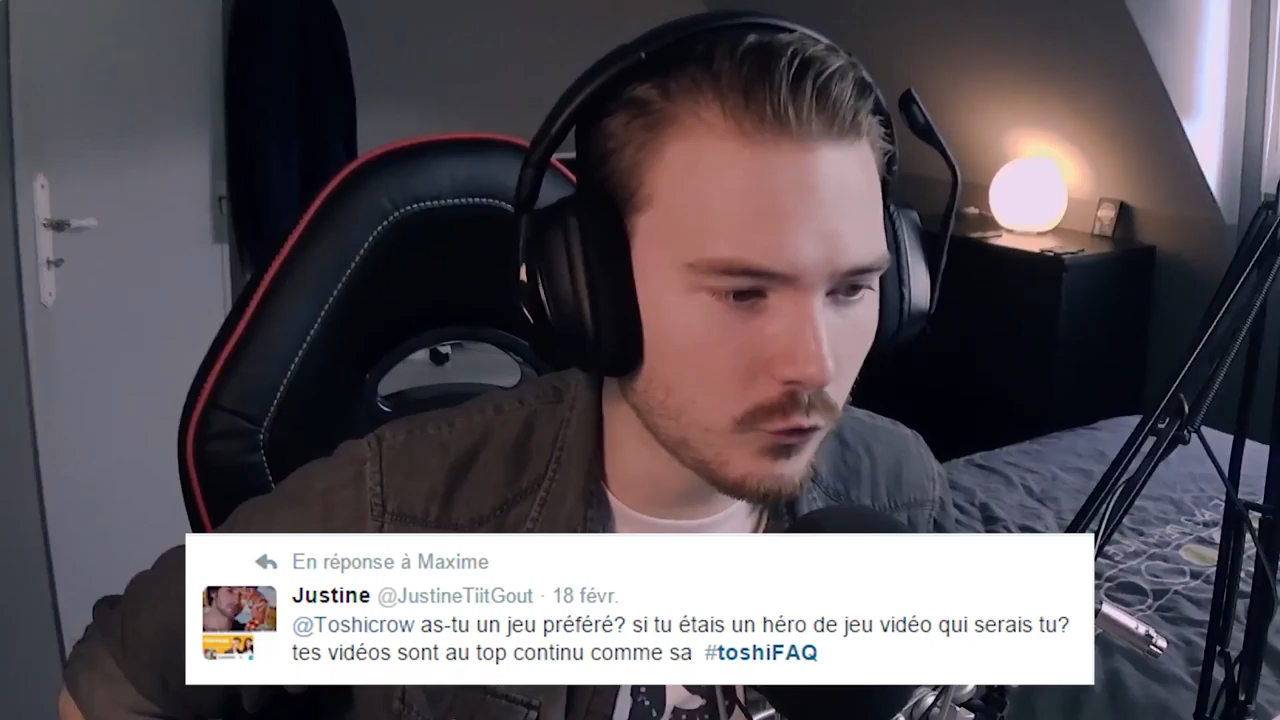 En réponse à Maxime
Justine @JustineTiitGout · 18 févr.
@Toshicrow as-tu un jeu préféré? si tu étais un héro de jeu vidéo qui serais tu?
tes vidéos sont au top continu comme sa #toshiFAQ